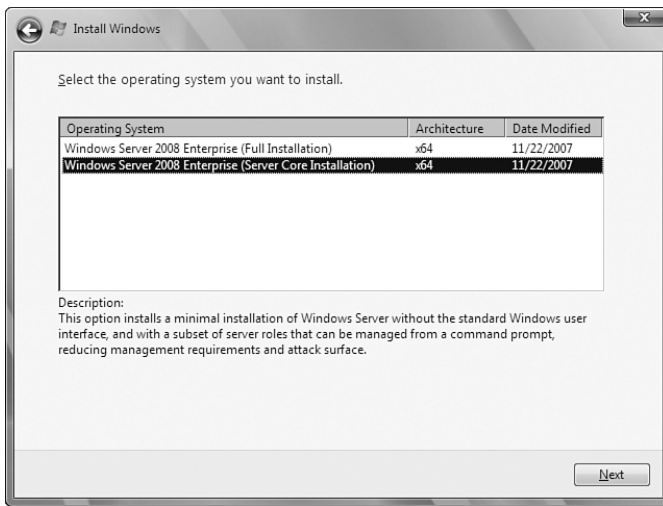 Install Windows
Select the operating system you want to install.
Operating System Architecture Date Modified
Windows Server 2008 Enterprise (Full Installation) x64 11/22/2007
Windows Server 2008 Enterprise (Server Core Installation) x64 11/22/2007
Description:
This option installs a minimal installation of Windows Server without the standard Windows user
interface, and with a subset of server roles that can be managed from a command prompt,
reducing management requirements and attack surface.
Next